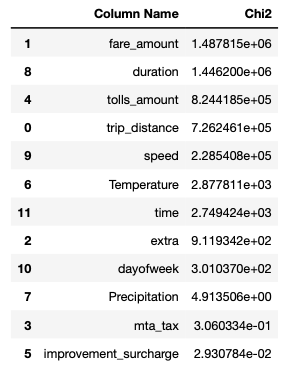 Column Name Chi2
1 fare_amount 1.487815e+06
8 duration 1.446200e+06
4 tolls_amount 8.244185e+05
0 trip_distance 7.262461e+05
9 speed 2.285408e+05
6 Temperature 2.877811e+03
11 time 2.749424e+03
2 extra 9.119342e+02
10 dayofweek 3.010370e+02
7 Precipitation 4.913506e+00
3 mta_tax 3.060334e-01
5 improvement_surcharge 2.930784e-02